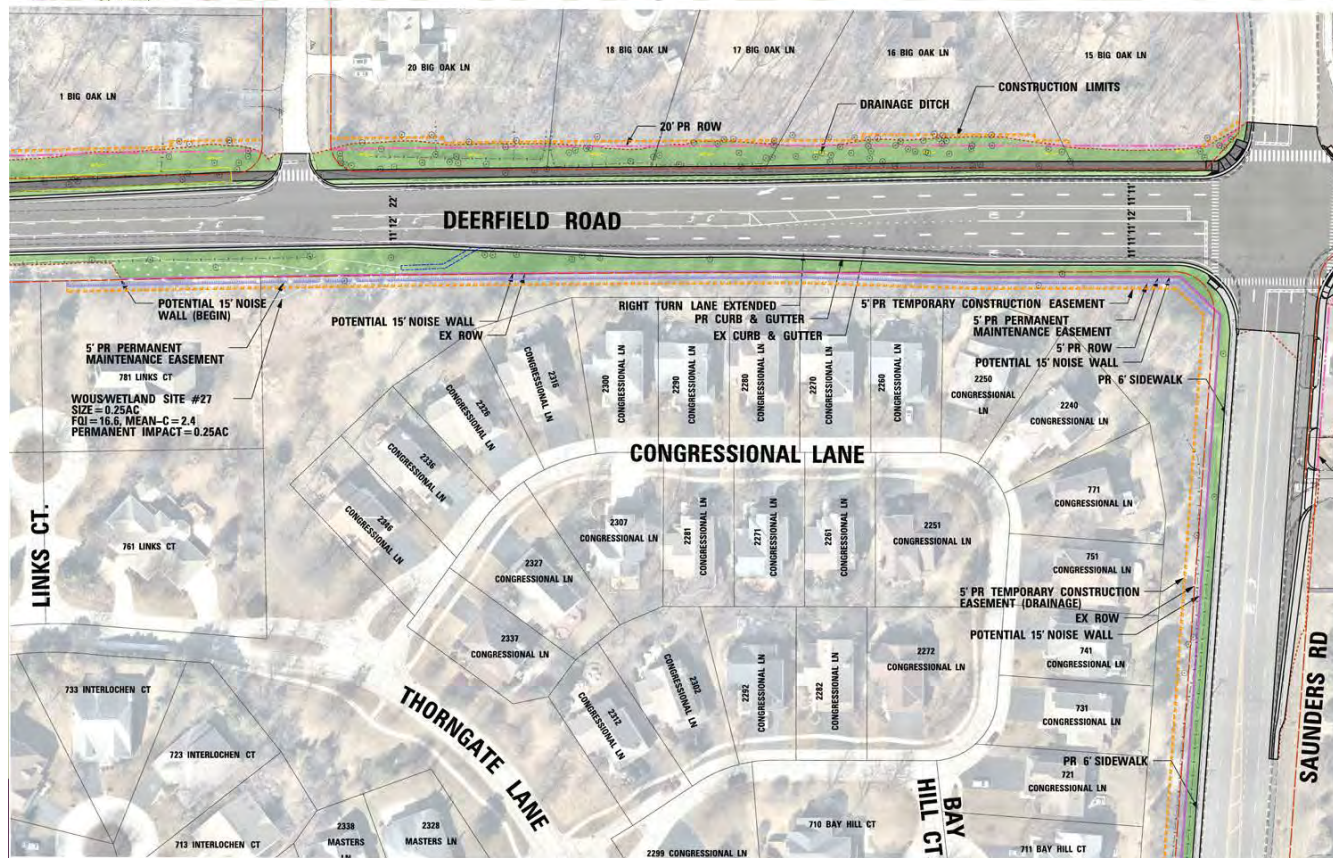 18 BIG OAK LN
17 BIG OAK LN
16 BIG OAK LN
15 BIG OAK LN
20 BIG OAK LN
1 BIG OAK LN
CONSTRUCTION LIMITS
DRAINAGE DITCH
20' PR ROW
11' 12' 22'
DEERFIELD ROAD
11' 11' 11' 12' 11' 11'
POTENTIAL 15' NOISE
WALL (BEGIN)
POTENTIAL 15' NOISE WALL
EX ROW
RIGHT TURN LANE EXTENDED
PR CURB & GUTTER
EX CURB & GUTTER
5' PR TEMPORARY CONSTRUCTION EASEMENT
5' PR PERMANENT
MAINTENANCE EASEMENT
5' PR ROW
POTENTIAL 15' NOISE WALL
PR 6' SIDEWALK
5' PR PERMANENT
MAINTENANCE EASEMENT
781 LINKS CT
WOUS/WETLAND SITE #27
SIZE = 0.25AC
FQI = 16.6, MEAN-C = 2.4
PERMANENT IMPACT = 0.25AC
2316
CONGRESSIONAL LN
2300
CONGRESSIONAL LN
2290
CONGRESSIONAL LN
2280
CONGRESSIONAL LN
2270
CONGRESSIONAL LN
2260
CONGRESSIONAL LN
2250
CONGRESSIONAL
LN
2240
CONGRESSIONAL LN
2326
CONGRESSIONAL LN
2336
CONGRESSIONAL LN
2346
CONGRESSIONAL LN
CONGRESSIONAL LANE
771
CONGRESSIONAL LN
2307
CONGRESSIONAL LN
2281
CONGRESSIONAL LN
2271
CONGRESSIONAL LN
2261
CONGRESSIONAL LN
2251
CONGRESSIONAL LN
LINKS CT.
761 LINKS CT
2327
CONGRESSIONAL LN
751
CONGRESSIONAL LN
5' PR TEMPORARY CONSTRUCTION
EASEMENT (DRAINAGE)
EX ROW
POTENTIAL 15' NOISE WALL
2337
CONGRESSIONAL LN
741
CONGRESSIONAL LN
2272
CONGRESSIONAL LN
2302
CONGRESSIONAL LN
2292
CONGRESSIONAL LN
2282
CONGRESSIONAL LN
2312
CONGRESSIONAL LN
733 INTERLOCHEN CT
THORNGATE LANE
731
CONGRESSIONAL LN
SAUNDERS RD
723 INTERLOCHEN CT
PR 6' SIDEWALK
721
CONGRESSIONAL LN
BAY
HILL CT
2338
MASTERS
LN
2328
MASTERS LN
710 BAY HILL CT
713 INTERLOCHEN CT
2299 CONGRESSIONAL LN
711 BAY HILL CT